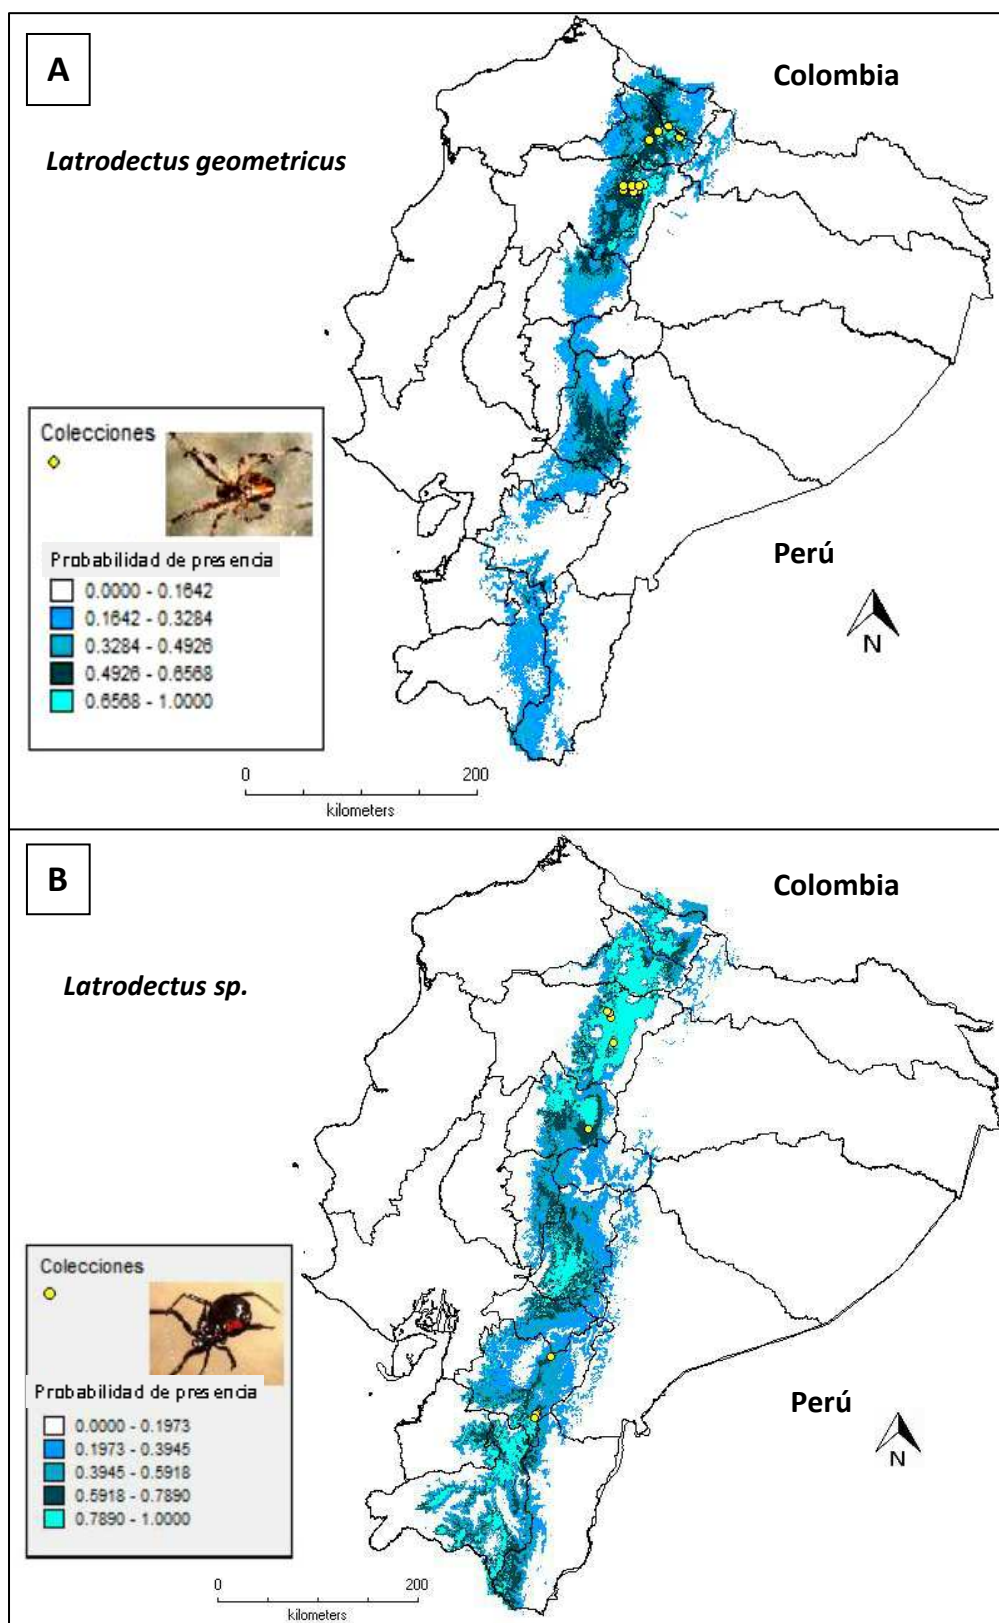 A
Colombia
Latrodectus geometricus
Colecciones
Probabilidad de presencia
0.0000 - 0.1642
0.1642 - 0.3284
0.3284 - 0.4926
0.4926 - 0.6568
0.6568 - 1.0000
Perú
N
0 200
kilometers
B
Colombia
Latrodectus sp.
Colecciones
Probabilidad de presencia
0.0000 - 0.1973
0.1973 - 0.3945
0.3945 - 0.5918
0.5918 - 0.7890
0.7890 - 1.0000
Perú
N
0 200
kilometers